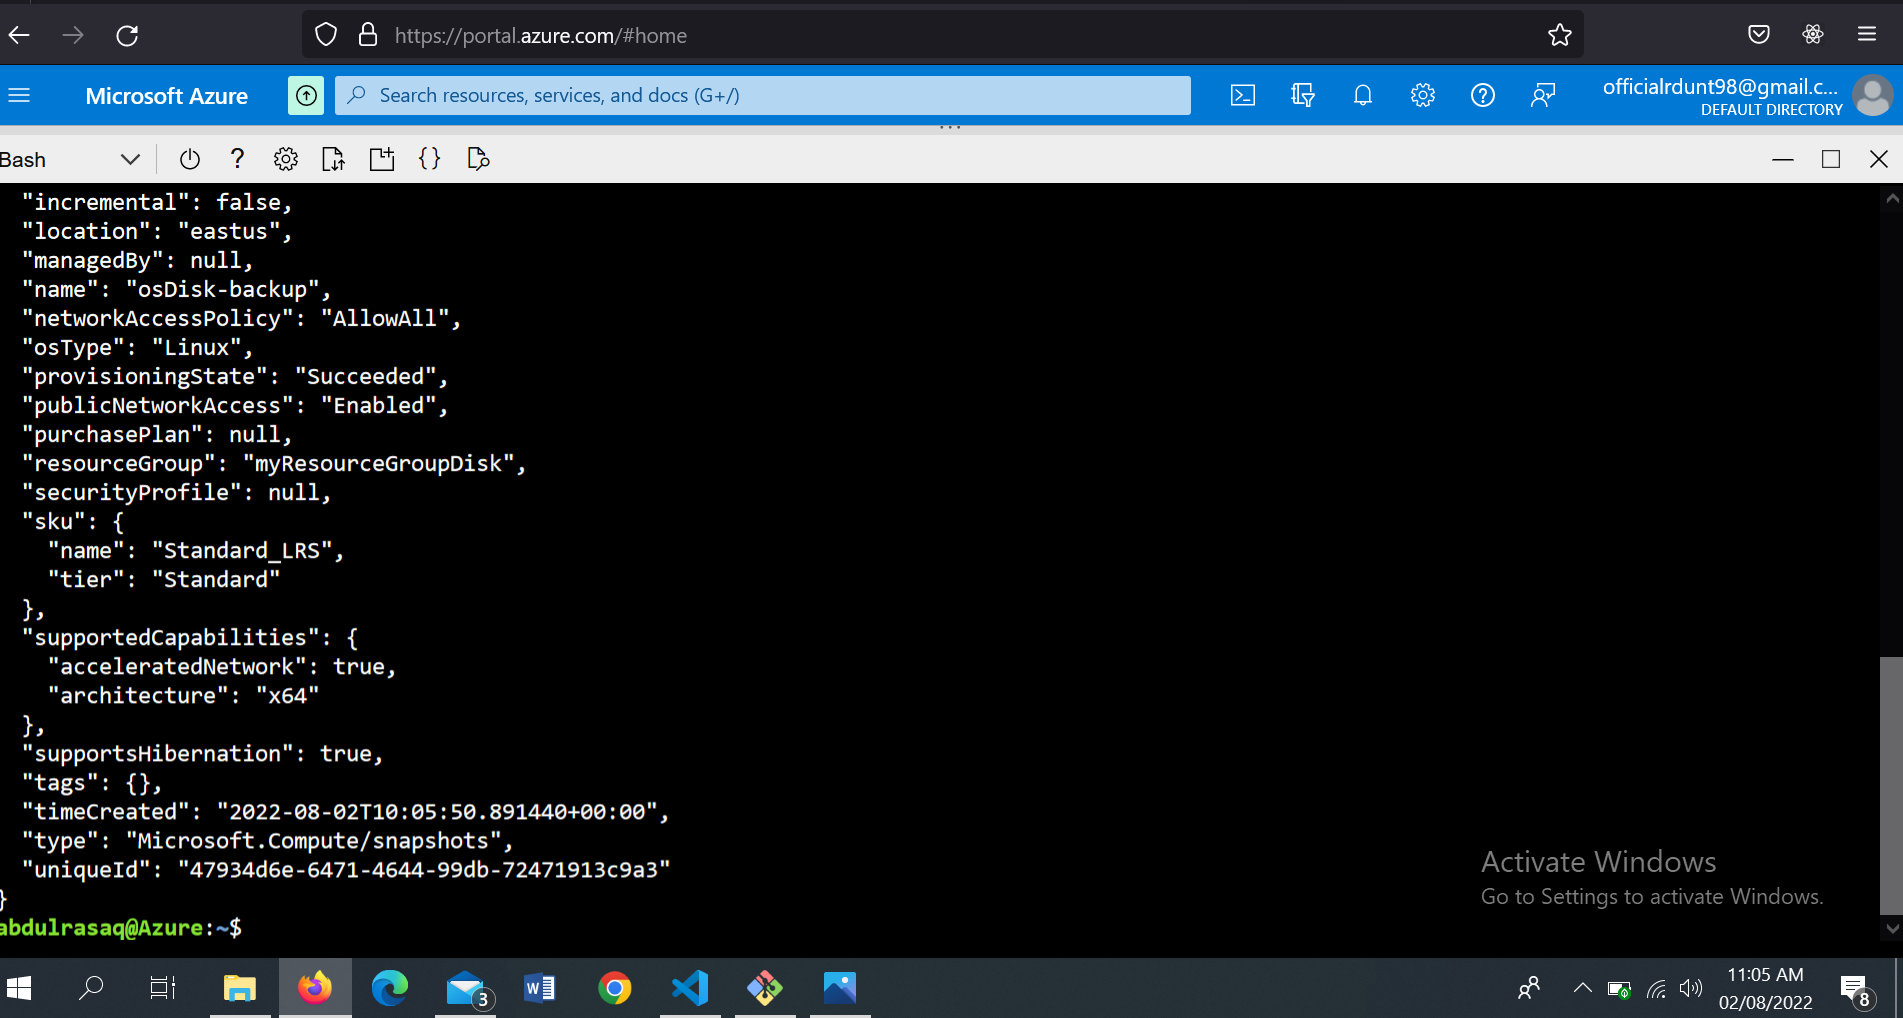 https://portal.azure.com/#home
Microsoft Azure
Search resources, services, and docs (G+/)
officialrdunt98@gmail.c...
DEFAULT DIRECTORY
Bash
"incremental": false,
"location": "eastus",
"managedBy": null,
"name": "osDisk-backup",
"networkAccessPolicy": "AllowAll",
"osType": "Linux",
"provisioningState": "Succeeded",
"publicNetworkAccess": "Enabled",
"purchasePlan": null,
"resourceGroup": "myResourceGroupDisk",
"securityProfile": null,
"sku": {
"name": "Standard_LRS",
"tier": "Standard"
},
"supportedCapabilities": {
"acceleratedNetwork": true,
"architecture": "x64"
},
"supportsHibernation": true,
"tags": {},
"timeCreated": "2022-08-02T10:05:50.891440+00:00",
"type": "Microsoft.Compute/snapshots",
"uniqueId": "47934d6e-6471-4644-99db-72471913c9a3"
}
abdulrasaq@Azure:~$
Activate Windows
Go to Settings to activate Windows.
3
11:05 AM
02/08/2022
8